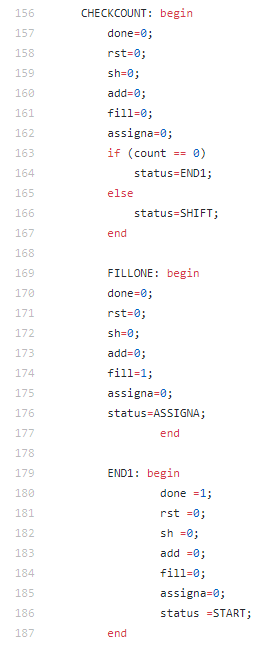 156 CHECKCOUNT: begin
157 done=0;
158 rst=0;
159 sh=0;
160 add=0;
161 fill=0;
162 assigna=0;
163 if (count == 0)
164 status=END1;
165 else
166 status=SHIFT;
167 end
168
169 FILLONE: begin
170 done=0;
171 rst=0;
172 sh=0;
173 add=0;
174 fill=1;
175 assigna=0;
176 status=ASSIGNA;
177 end
178
179 END1: begin
180 done =1;
181 rst =0;
182 sh =0;
183 add =0;
184 fill=0;
185 assigna=0;
186 status =START;
187 end